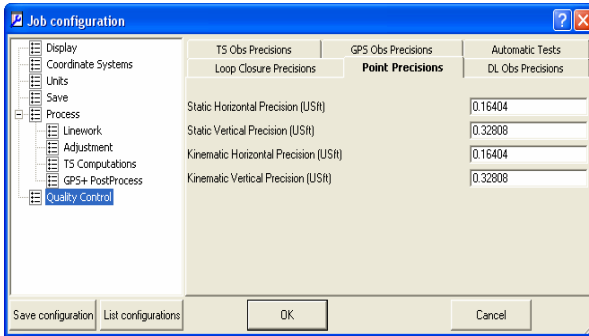 Job configuration
Display
Coordinate Systems
Units
Save
Process
Linework
Adjustment
TS Computations
GPS+ PostProcess
Quality Control
TS Obs Precisions GPS Obs Precisions Automatic Tests
Loop Closure Precisions Point Precisions DL Obs Precisions
Static Horizontal Precision (USft) 0.16404
Static Vertical Precision (USft) 0.32808
Kinematic Horizontal Precision (USft) 0.16404
Kinematic Vertical Precision (USft) 0.32808
Save configuration List configurations OK Cancel